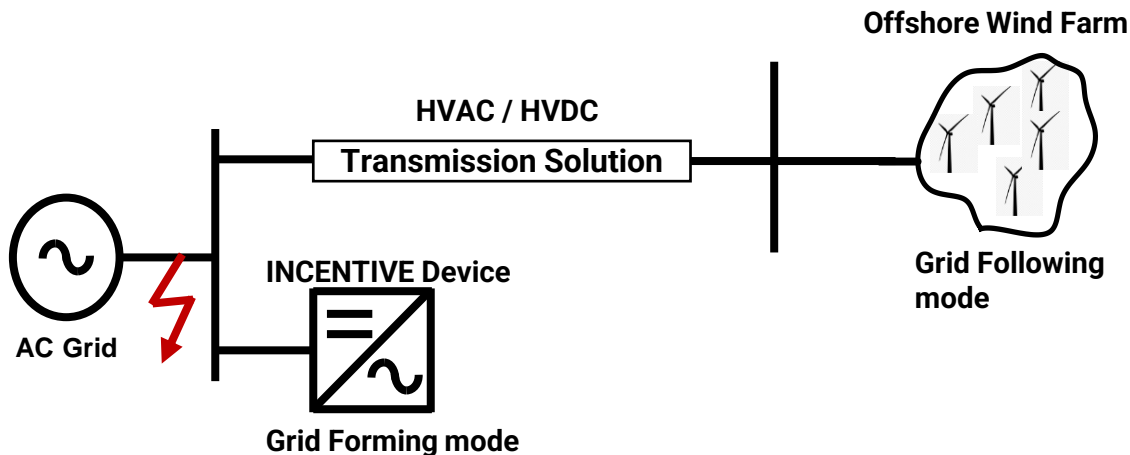 Offshore Wind Farm
HVAC / HVDC
Transmission Solution
INCENTIVE Device
Grid Following
mode
AC Grid
Grid Forming mode